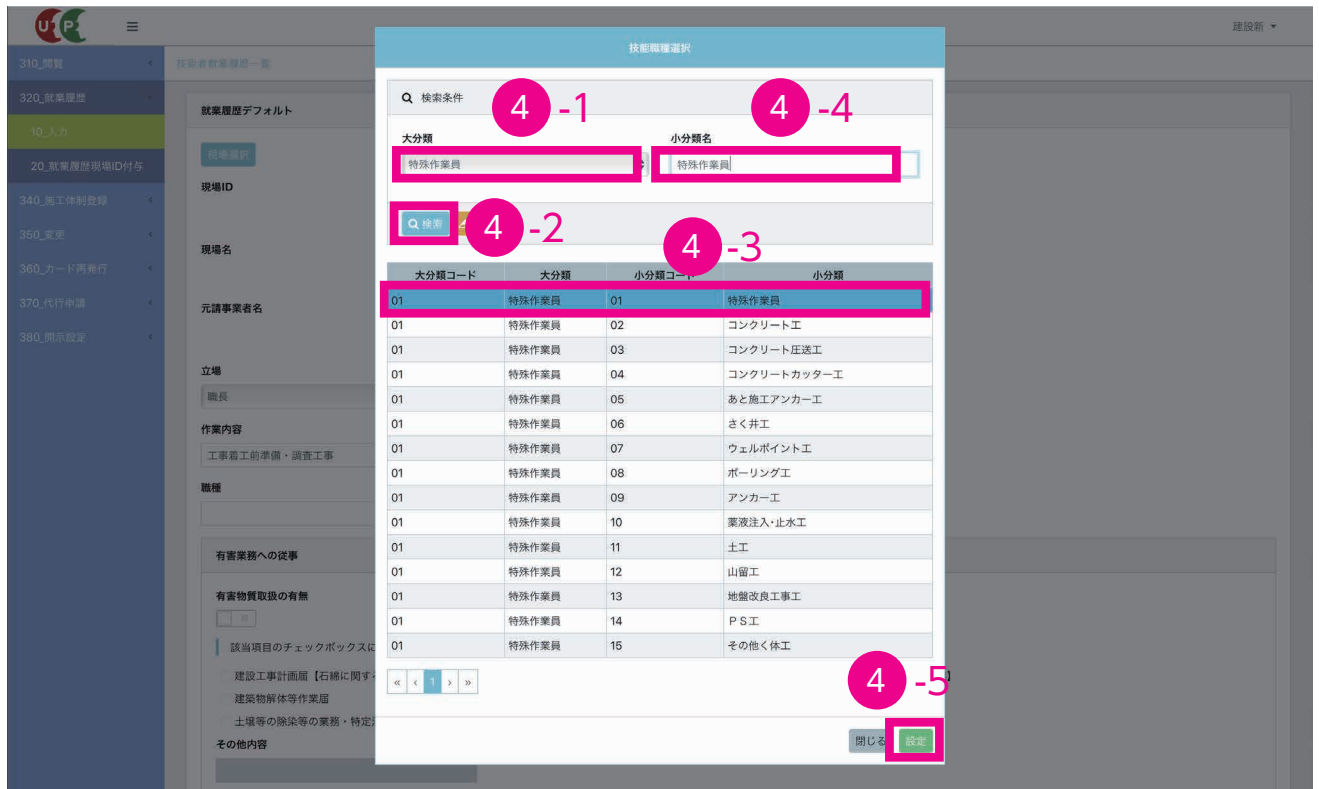 建設新
310_閲覧
320_就業履歴
10_入力
20_就業履歴現場ID付与
340_施工体制登録
350_変更
360_カード再発行
370_代行申請
380_開示設定
技能者就業履歴一覧
就業履歴デフォルト
現場選択
現場ID
現場名
元請事業者名
立場
職長
作業内容
工事着工前準備・調査工事
職種
有害業務への従事
有害物質取扱の有無
該当項目のチェックボックスに
建設工事計画届【石綿に関す
建築物解体等作業届
土壌等の除染等の業務・特定
その他内容
技能職種選択
検索条件
4 -1
4 -4
大分類
小分類名
特殊作業員
特殊作業員
検索
4 -2
4 -3
大分類コード 大分類 小分類コード 小分類
01 特殊作業員 01 特殊作業員
01 特殊作業員 02 コンクリート工
01 特殊作業員 03 コンクリート圧送工
01 特殊作業員 04 コンクリートカッター工
01 特殊作業員 05 あと施工アンカー工
01 特殊作業員 06 さく井工
01 特殊作業員 07 ウェルポイント工
01 特殊作業員 08 ボーリング工
01 特殊作業員 09 アンカー工
01 特殊作業員 10 薬液注入・止水工
01 特殊作業員 11 土工
01 特殊作業員 12 山留工
01 特殊作業員 13 地盤改良工事工
01 特殊作業員 14 ＰＳ工
01 特殊作業員 15 その他く体工
« ‹ 1 › »
4 -5
閉じる 設定